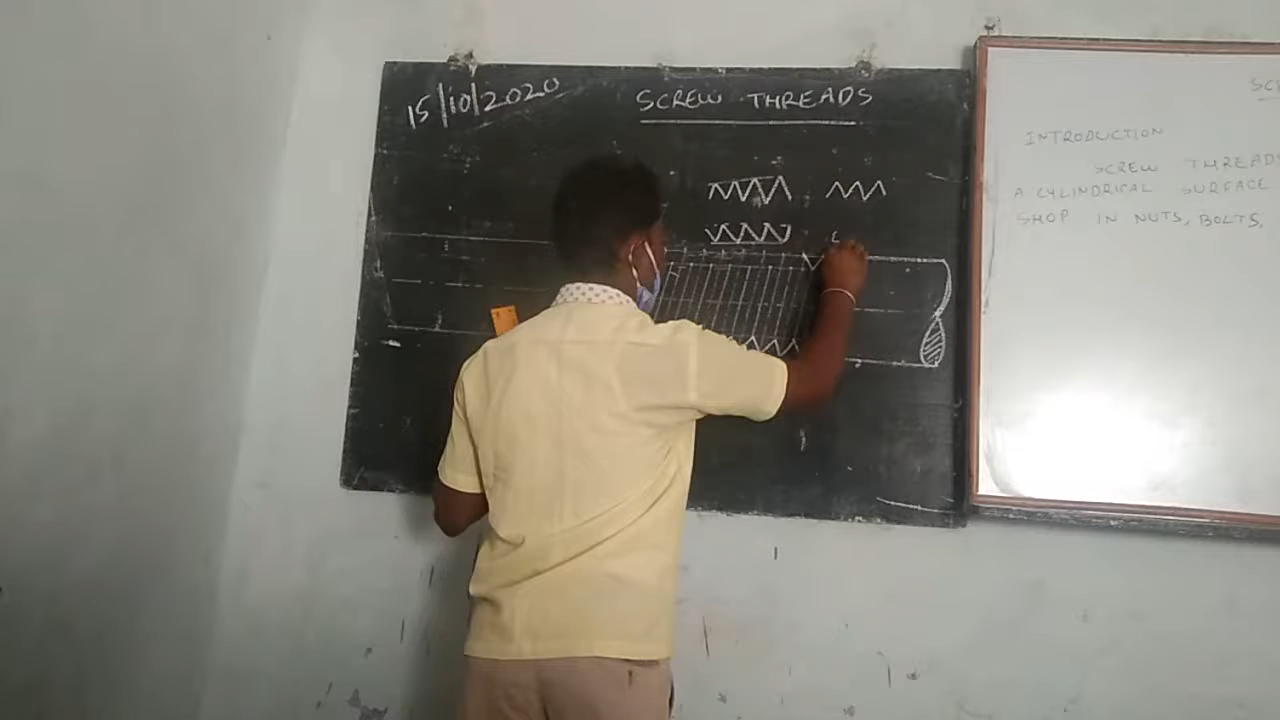 15/10/2020
SCREW THREADS
INTRODUCTION
SCREW THREADS
A CYLINDRICAL SURFACE
SHOP IN NUTS, BOLTS,